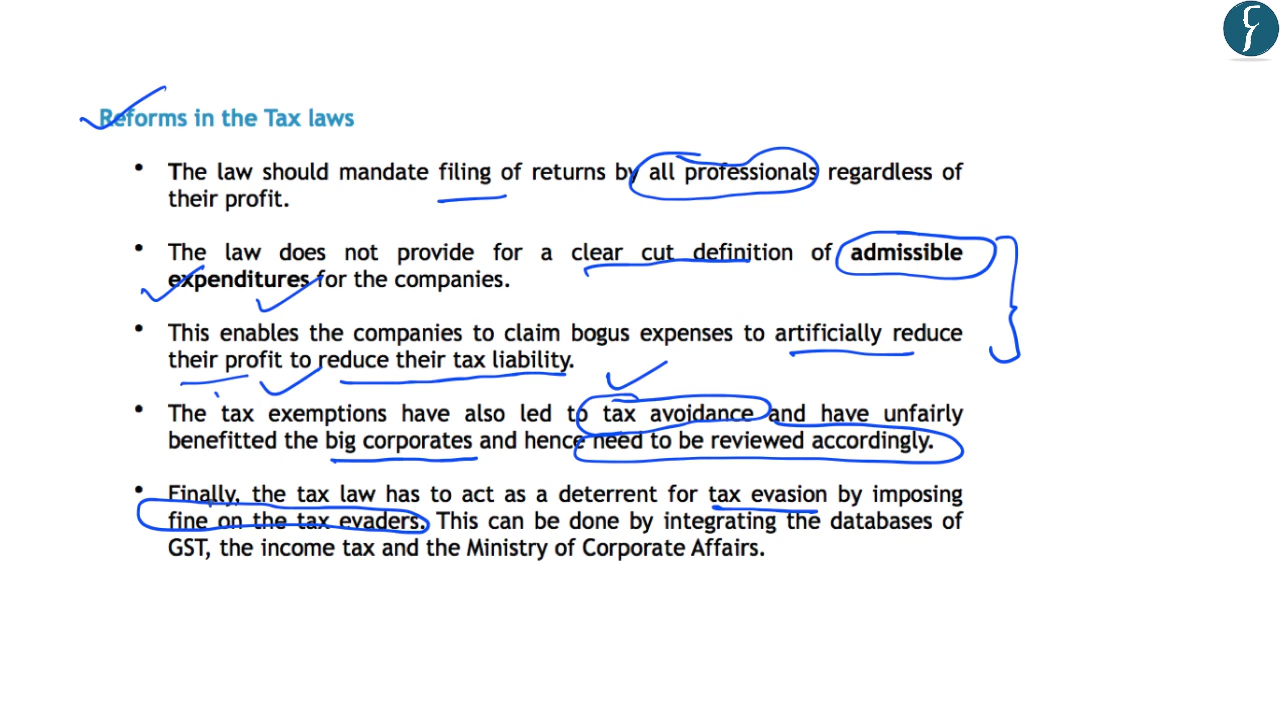 Reforms in the Tax laws
• The law should mandate filing of returns by all professionals regardless of
their profit.
• The law does not provide for a clear cut definition of admissible
expenditures for the companies.
• This enables the companies to claim bogus expenses to artificially reduce
their profit to reduce their tax liability.
• The tax exemptions have also led to tax avoidance and have unfairly
benefitted the big corporates and hence need to be reviewed accordingly.
• Finally, the tax law has to act as a deterrent for tax evasion by imposing
fine on the tax evaders. This can be done by integrating the databases of
GST, the income tax and the Ministry of Corporate Affairs.